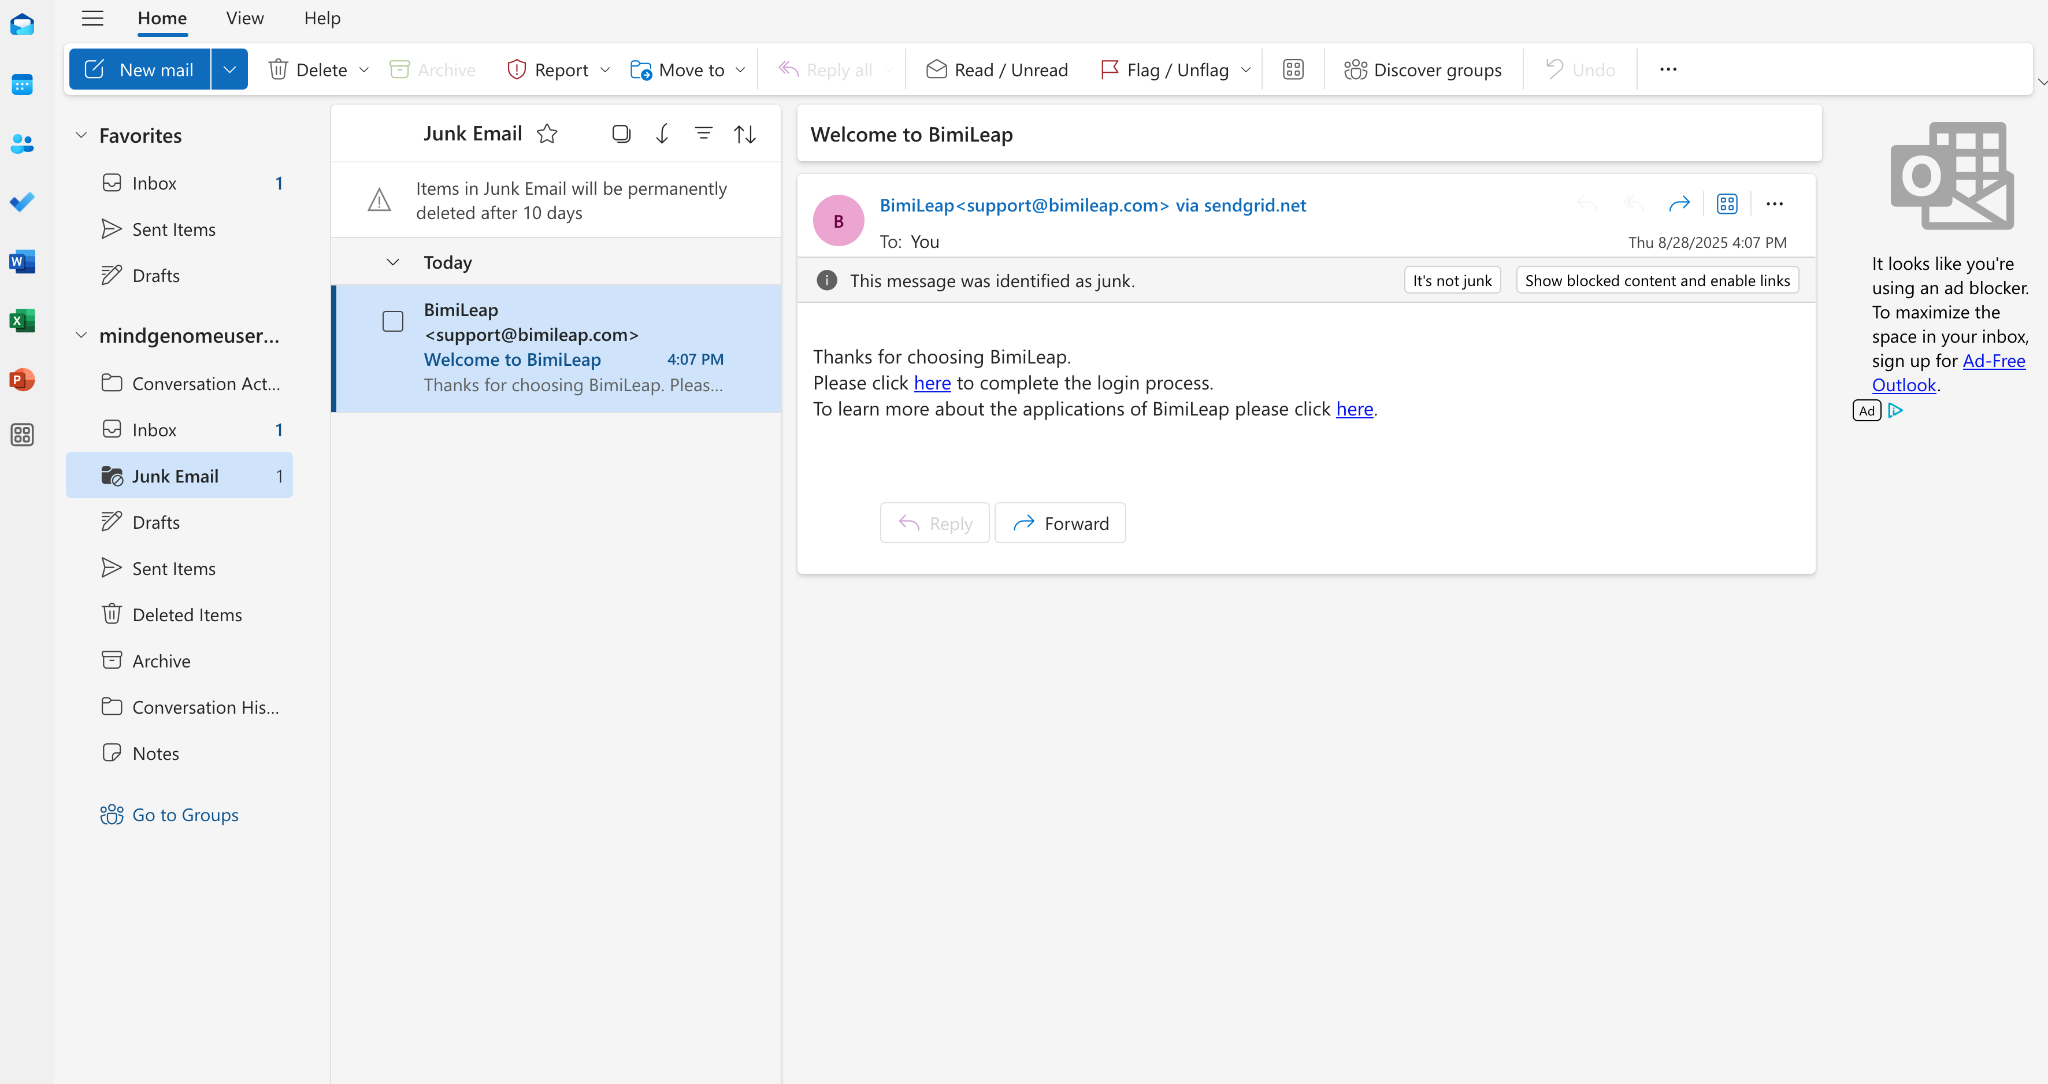 Home View Help
New mail Delete Archive Report Move to Reply all Read / Unread Flag / Unflag Discover groups Undo ...
Favorites
Inbox 1
Sent Items
Drafts
mindgenomeuser...
Conversation Act...
Inbox 1
Junk Email 1
Drafts
Sent Items
Deleted Items
Archive
Conversation His...
Notes
Go to Groups
W
X
P
Junk Email
Items in Junk Email will be permanently
deleted after 10 days
Today
BimiLeap
<support@bimileap.com>
Welcome to BimiLeap 4:07 PM
Thanks for choosing BimiLeap. Pleas...
Welcome to BimiLeap
B
BimiLeap<support@bimileap.com> via sendgrid.net
To: You
Thu 8/28/2025 4:07 PM
This message was identified as junk.
It's not junk
Show blocked content and enable links
Thanks for choosing BimiLeap.
Please click here to complete the login process.
To learn more about the applications of BimiLeap please click here.
Reply Forward
O
It looks like you're
using an ad blocker.
To maximize the
space in your inbox,
sign up for Ad-Free
Outlook.
Ad